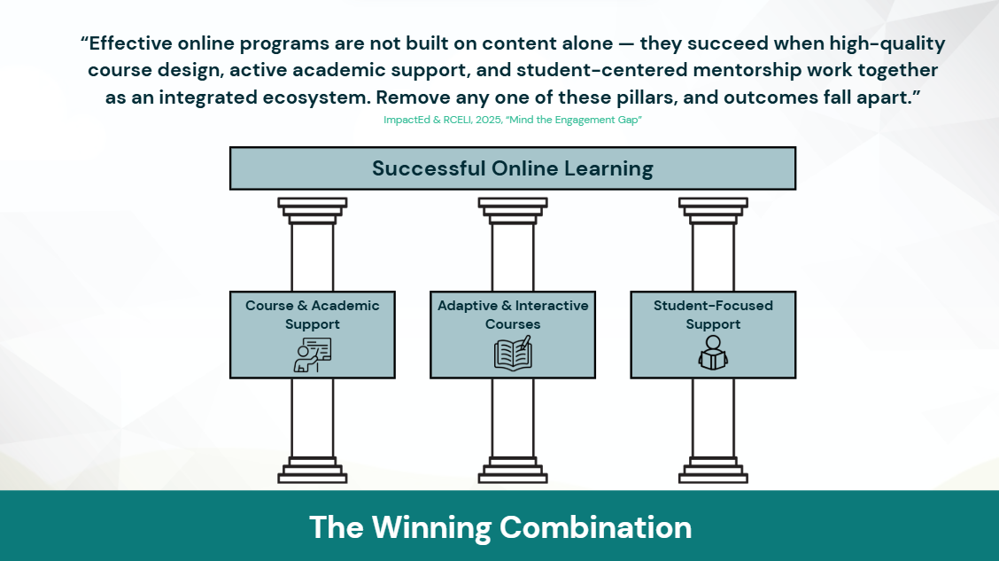 “Effective online programs are not built on content alone — they succeed when high-quality
course design, active academic support, and student-centered mentorship work together
as an integrated ecosystem. Remove any one of these pillars, and outcomes fall apart.”
ImpactEd & RCELI, 2025, “Mind the Engagement Gap”
Successful Online Learning
Course & Academic
Support
Adaptive & Interactive
Courses
Student-Focused
Support
The Winning Combination